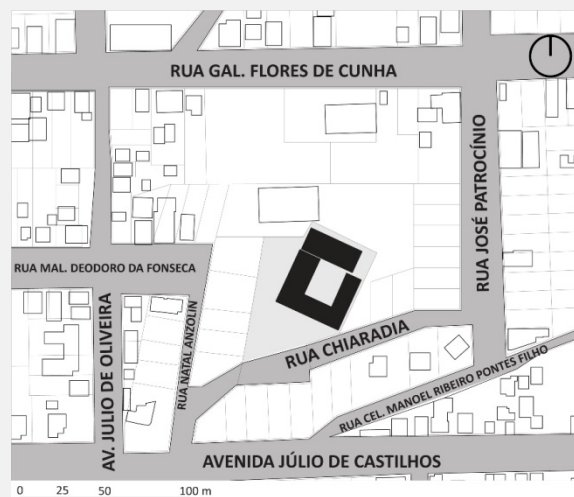 RUA GAL. FLORES DE CUNHA
RUA JOSÉ PATROCÍNIO
RUA MAL. DEODORO DA FONSECA
AV. JULIO DE OLIVEIRA
RUA NATAL ANZOLIN
RUA CHIARADIA
RUA CEL. MANOEL RIBEIRO PONTES FILHO
AVENIDA JÚLIO DE CASTILHOS
0 25 50 100 m